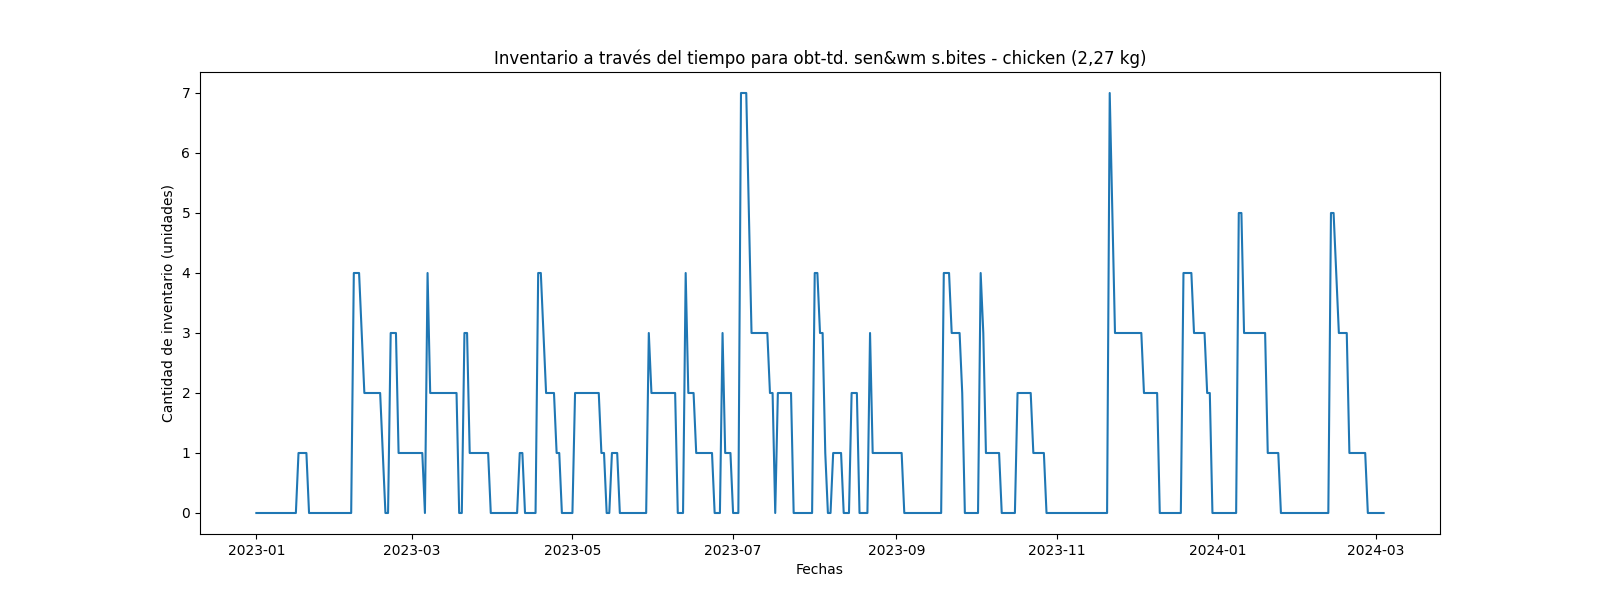 Inventario a través del tiempo para obt-td. sen&wm s.bites - chicken (2,27 kg)
Cantidad de inventario (unidades)
7
6
5
4
3
2
1
0
2023-01 2023-03 2023-05 2023-07 2023-09 2023-11 2024-01 2024-03
Fechas